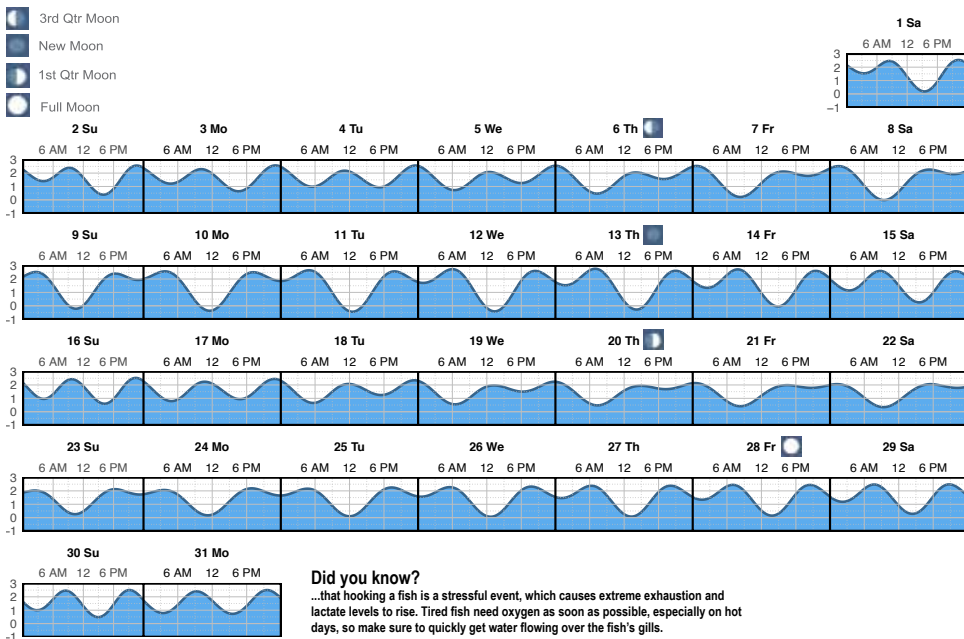 3rd Qtr Moon
New Moon
1st Qtr Moon
Full Moon
1 Sa
6 AM 12 6 PM
3
2
1
0
-1
2 Su 3 Mo 4 Tu 5 We 6 Th 7 Fr 8 Sa
6 AM 12 6 PM 6 AM 12 6 PM 6 AM 12 6 PM 6 AM 12 6 PM 6 AM 12 6 PM 6 AM 12 6 PM 6 AM 12 6 PM
3
2
1
0
-1
9 Su 10 Mo 11 Tu 12 We 13 Th 14 Fr 15 Sa
6 AM 12 6 PM 6 AM 12 6 PM 6 AM 12 6 PM 6 AM 12 6 PM 6 AM 12 6 PM 6 AM 12 6 PM 6 AM 12 6 PM
3
2
1
0
-1
16 Su 17 Mo 18 Tu 19 We 20 Th 21 Fr 22 Sa
6 AM 12 6 PM 6 AM 12 6 PM 6 AM 12 6 PM 6 AM 12 6 PM 6 AM 12 6 PM 6 AM 12 6 PM 6 AM 12 6 PM
3
2
1
0
-1
23 Su 24 Mo 25 Tu 26 We 27 Th 28 Fr 29 Sa
6 AM 12 6 PM 6 AM 12 6 PM 6 AM 12 6 PM 6 AM 12 6 PM 6 AM 12 6 PM 6 AM 12 6 PM 6 AM 12 6 PM
3
2
1
0
-1
30 Su 31 Mo
6 AM 12 6 PM 6 AM 12 6 PM
3
2
1
0
-1
Did you know?
...that hooking a fish is a stressful event, which causes extreme exhaustion and
lactate levels to rise. Tired fish need oxygen as soon as possible, especially on hot
days, so make sure to quickly get water flowing over the fish's gills.